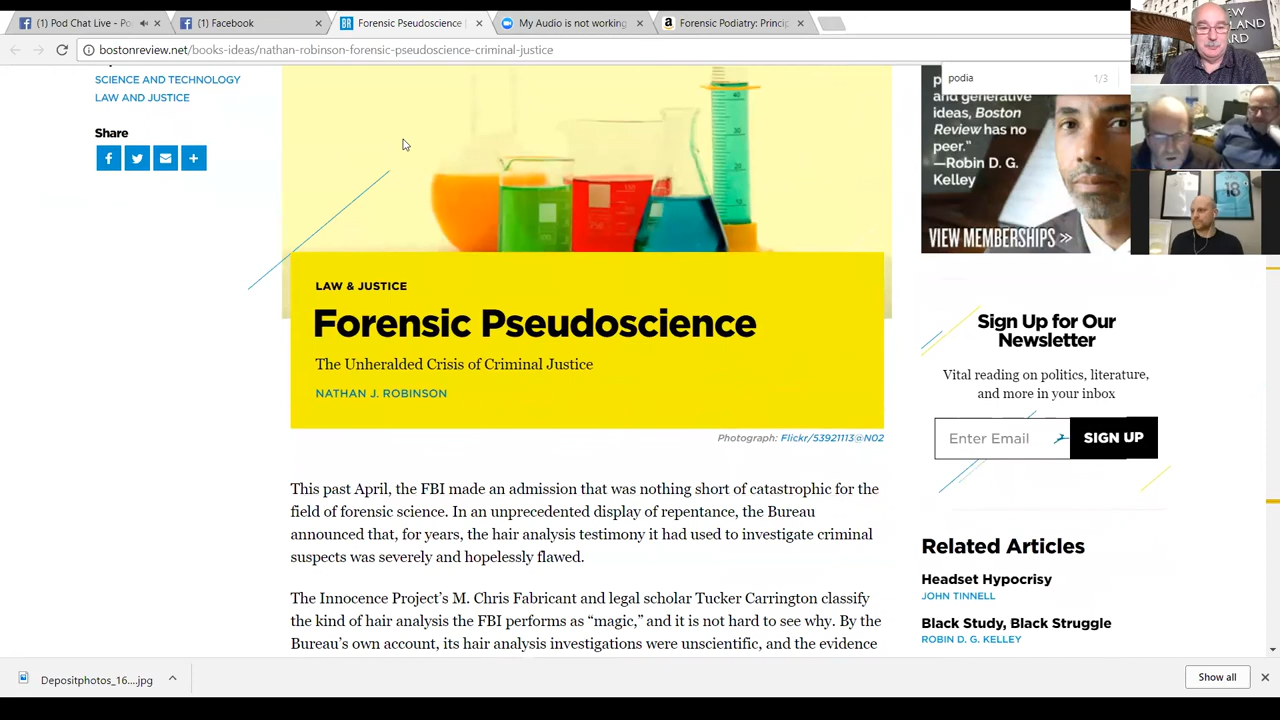 (1) Pod Chat Live - Po
(1) Facebook
BR
Forensic Pseudoscience |
My Audio is not working
Forensic Podiatry: Princip
bostonreview.net/books-ideas/nathan-robinson-forensic-pseudoscience-criminal-justice
podia
1/3
SCIENCE AND TECHNOLOGY
LAW AND JUSTICE
Share
40
30
and generative
ideas, Boston
Review has no
peer."
—Robin D. G.
Kelley
VIEW MEMBERSHIPS >>
18
LAW & JUSTICE
Forensic Pseudoscience
The Unheralded Crisis of Criminal Justice
NATHAN J. ROBINSON
Photograph: Flickr/53921113@N02
Sign Up for Our
Newsletter
Vital reading on politics, literature,
and more in your inbox
Enter Email
SIGN UP
This past April, the FBI made an admission that was nothing short of catastrophic for the
field of forensic science. In an unprecedented display of repentance, the Bureau
announced that, for years, the hair analysis testimony it had used to investigate criminal
suspects was severely and hopelessly flawed.
The Innocence Project's M. Chris Fabricant and legal scholar Tucker Carrington classify
the kind of hair analysis the FBI performs as “magic,” and it is not hard to see why. By the
Bureau's own account, its hair analysis investigations were unscientific, and the evidence
Related Articles
Headset Hypocrisy
JOHN TINNELL
Black Study, Black Struggle
ROBIN D. G. KELLEY
Depositphotos_16....jpg
Show all